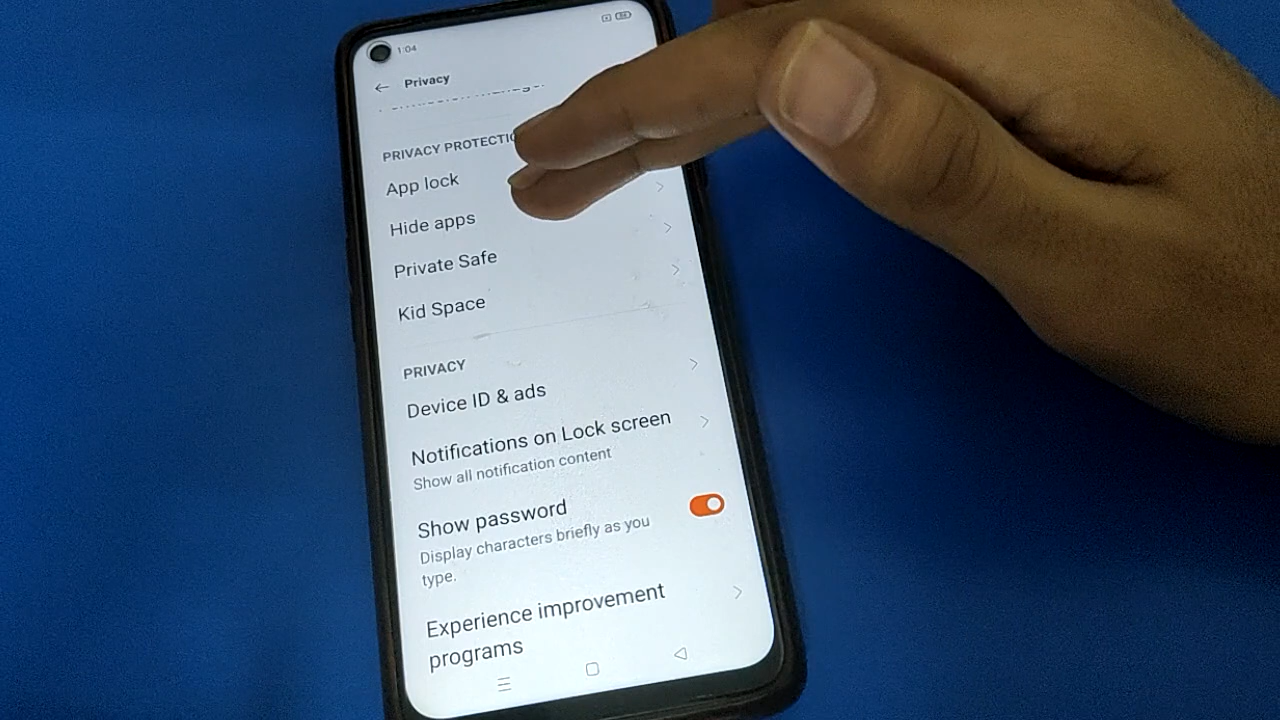 1:04
Privacy
PRIVACY
App lock
Hide apps
Private Safe
Kid Space
PRIVACY
Device ID & ads
Notifications on Lock screen
Show all notification content
Show password
Display characters briefly as you
type.
Experience improvement
programs